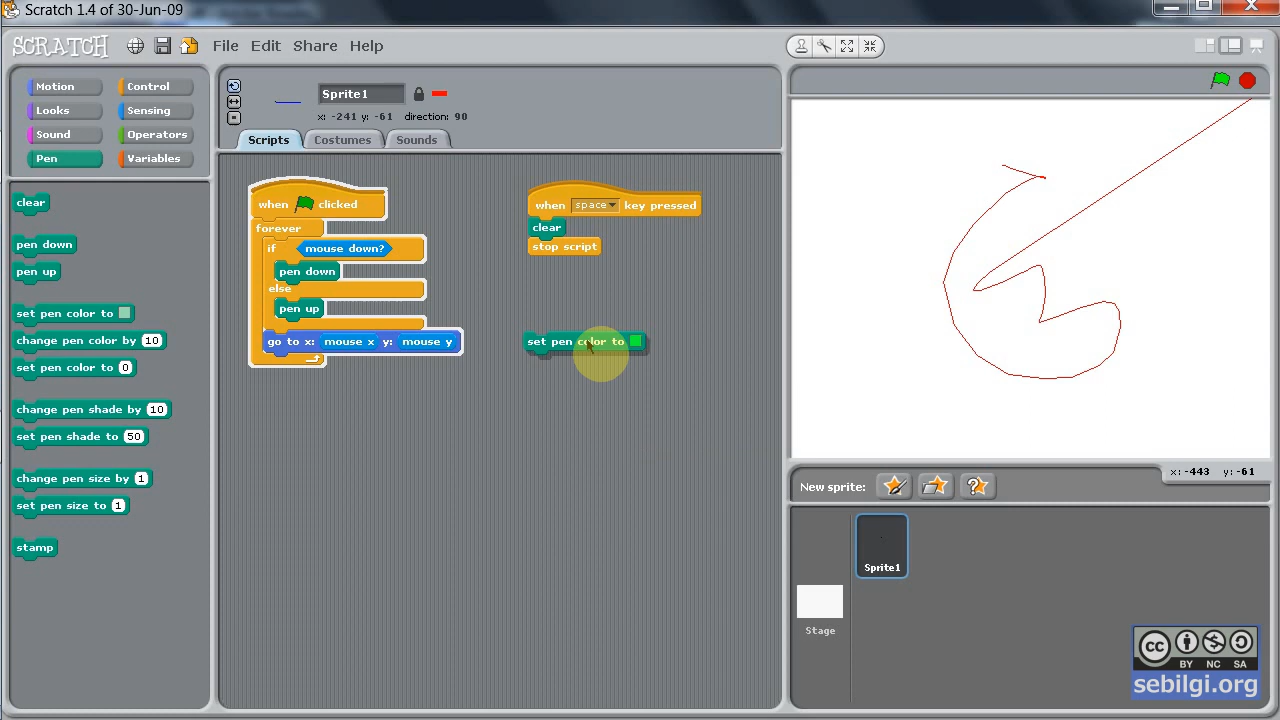 Scratch 1.4 of 30-Jun-09
SCRATCH File Edit Share Help
Motion Control
Looks Sensing
Sound Operators
Pen Variables
clear
pen down
pen up
set pen color to
change pen color by 10
set pen color to 0
change pen shade by 10
set pen shade to 50
change pen size by 1
set pen size to 1
stamp
Sprite1
x: -241 y: -61 direction: 90
Scripts Costumes Sounds
when clicked
forever
if mouse down?
pen down
else
pen up
go to x: mouse x y: mouse y
when space key pressed
clear
stop script
set pen color to
x: -443 y: -61
New sprite:
Sprite1
Stage
cc
BY NC SA
sebilgi.org